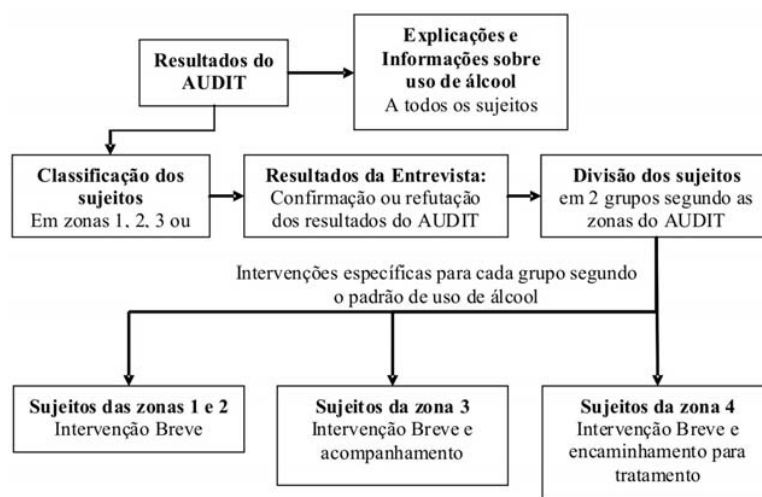 Resultados do
AUDIT
Explicações e
Informações sobre
uso de álcool
A todos os sujeitos
Classificação dos
sujeitos
Em zonas 1, 2, 3 ou
Resultados da Entrevista:
Confirmação ou refutação
dos resultados do AUDIT
Divisão dos sujeitos
em 2 grupos segundo as
zonas do AUDIT
Intervenções específicas para cada grupo segundo
o padrão de uso de álcool
Sujeitos das zonas 1 e 2
Intervenção Breve
Sujeitos da zona 3
Intervenção Breve e
acompanhamento
Sujeitos da zona 4
Intervenção Breve e
encaminhamento para
tratamento